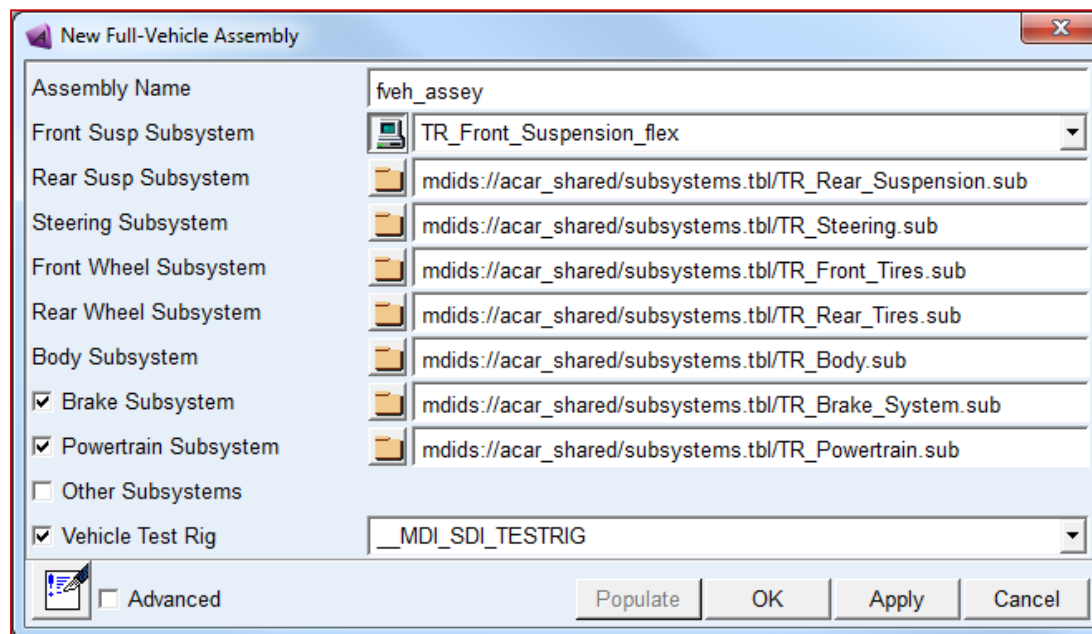 New Full-Vehicle Assembly
Assembly Name fveh_assey
Front Susp Subsystem TR_Front_Suspension_flex
Rear Susp Subsystem mdids://acar_shared/subsystems.tbl/TR_Rear_Suspension.sub
Steering Subsystem mdids://acar_shared/subsystems.tbl/TR_Steering.sub
Front Wheel Subsystem mdids://acar_shared/subsystems.tbl/TR_Front_Tires.sub
Rear Wheel Subsystem mdids://acar_shared/subsystems.tbl/TR_Rear_Tires.sub
Body Subsystem mdids://acar_shared/subsystems.tbl/TR_Body.sub
Brake Subsystem mdids://acar_shared/subsystems.tbl/TR_Brake_System.sub
Powertrain Subsystem mdids://acar_shared/subsystems.tbl/TR_Powertrain.sub
Other Subsystems
Vehicle Test Rig __MDI_SDI_TESTRIG
Advanced Populate OK Apply Cancel